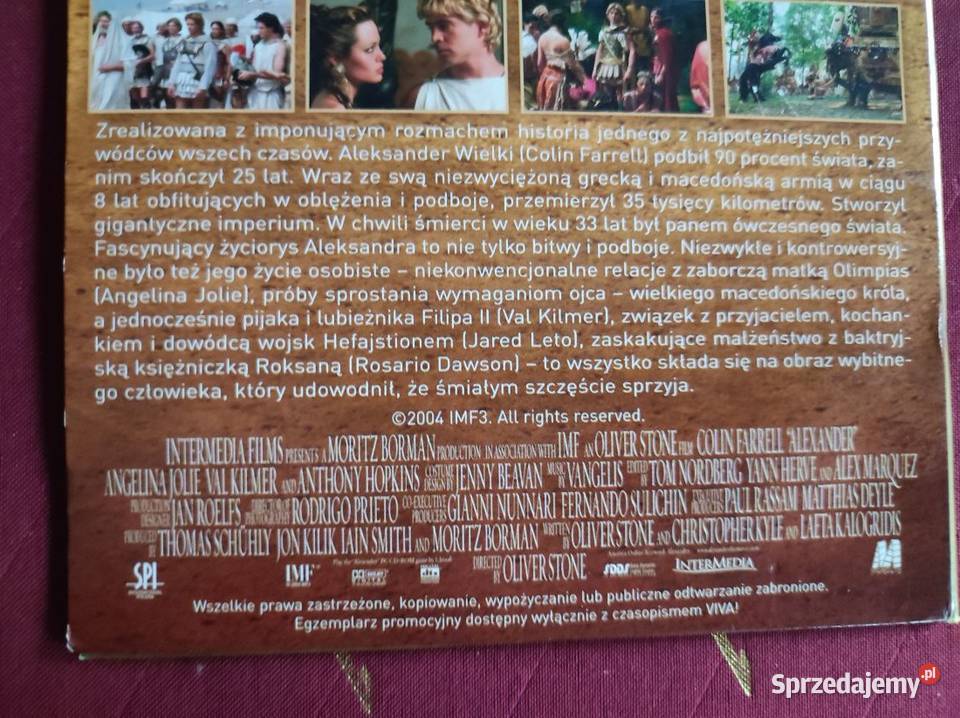 Zrealizowana z imponującym rozmachem historia jednego z najpotężniejszych przy-
wódców wszech czasów. Aleksander Wielki (Colin Farrell) podbił 90 procent świata, za-
nim skończył 25 lat. Wraz ze swą niezwyciężoną grecką i macedońską armią w ciągu
8 lat obfitujących w oblężenia i podboje, przemierzył 35 tysięcy kilometrów. Stworzył
gigantyczne imperium. W chwili śmierci w wieku 33 lat był panem ówczesnego świata.
Fascynujący życiorys Aleksandra to nie tylko bitwy i podboje. Niezwykłe i kontrowersyj-
ne było też jego życie osobiste – niekonwencjonalne relacje z zaborczą matką Olimpias
(Angelina Jolie), próby sprostania wymaganiom ojca – wielkiego macedońskiego króla,
a jednocześnie pijaka i lubieżnika Filipa II (Val Kilmer), związek z przyjacielem, kochan-
kiem i dowódcą wojsk Hefajstionem (Jared Leto), zaskakujące małżeństwo z baktryj-
ską księżniczką Roksaną (Rosario Dawson) – to wszystko składa się na obraz wybitne-
go człowieka, który udowodnił, że śmiałym szczęście sprzyja.
©2004 IMF3. All rights reserved.
INTERMEDIA FILMS PRESENTS A MORITZ BORMAN PRODUCTION IN ASSOCIATION WITH IMF AN OLIVER STONE FILM COLIN FARRELL "ALEXANDER"
ANGELINA JOLIE VAL KILMER AND ANTHONY HOPKINS COSTUME DESIGN BY JENNY BEAVAN MUSIC BY VANGELIS EDITED BY TOM NORDBERG YANN HERVE AND ALEX MARQUEZ
PRODUCTION DESIGNER JAN ROELFS DIRECTOR OF PHOTOGRAPHY RODRIGO PRIETO CO-EXECUTIVE PRODUCERS GIANNI NUNNARI FERNANDO SULICHIN EXECUTIVE PRODUCERS PAUL RASSAM MATTHIAS DEYLE
PRODUCED BY THOMAS SCHÜHLY JON KILIK IAIN SMITH AND MORITZ BORMAN WRITTEN BY OLIVER STONE AND CHRISTOPHER KYLE AND LAETA KALOGRIDIS
DIRECTED BY OLIVER STONE
SPI IMF SDDS INTERMEDIA
Wszelkie prawa zastrzeżone, kopiowanie, wypożyczanie lub publiczne odtwarzanie zabronione.
Egzemplarz promocyjny dostępny wyłącznie z czasopismem VIVA!
Sprzedajemy.pl